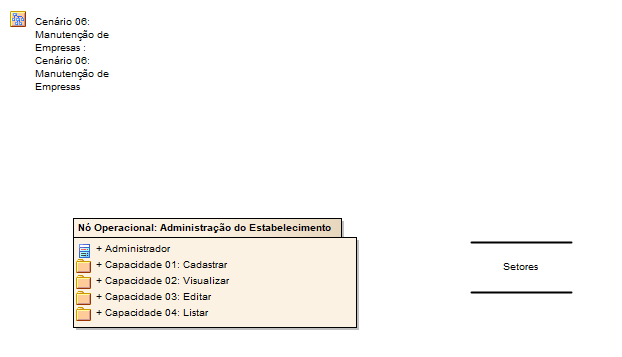 Cenário 06:
Manutenção de
Empresas :
Cenário 06:
Manutenção de
Empresas
Nó Operacional: Administração do Estabelecimento
+ Administrador
+ Capacidade 01: Cadastrar
+ Capacidade 02: Visualizar
+ Capacidade 03: Editar
+ Capacidade 04: Listar
Setores